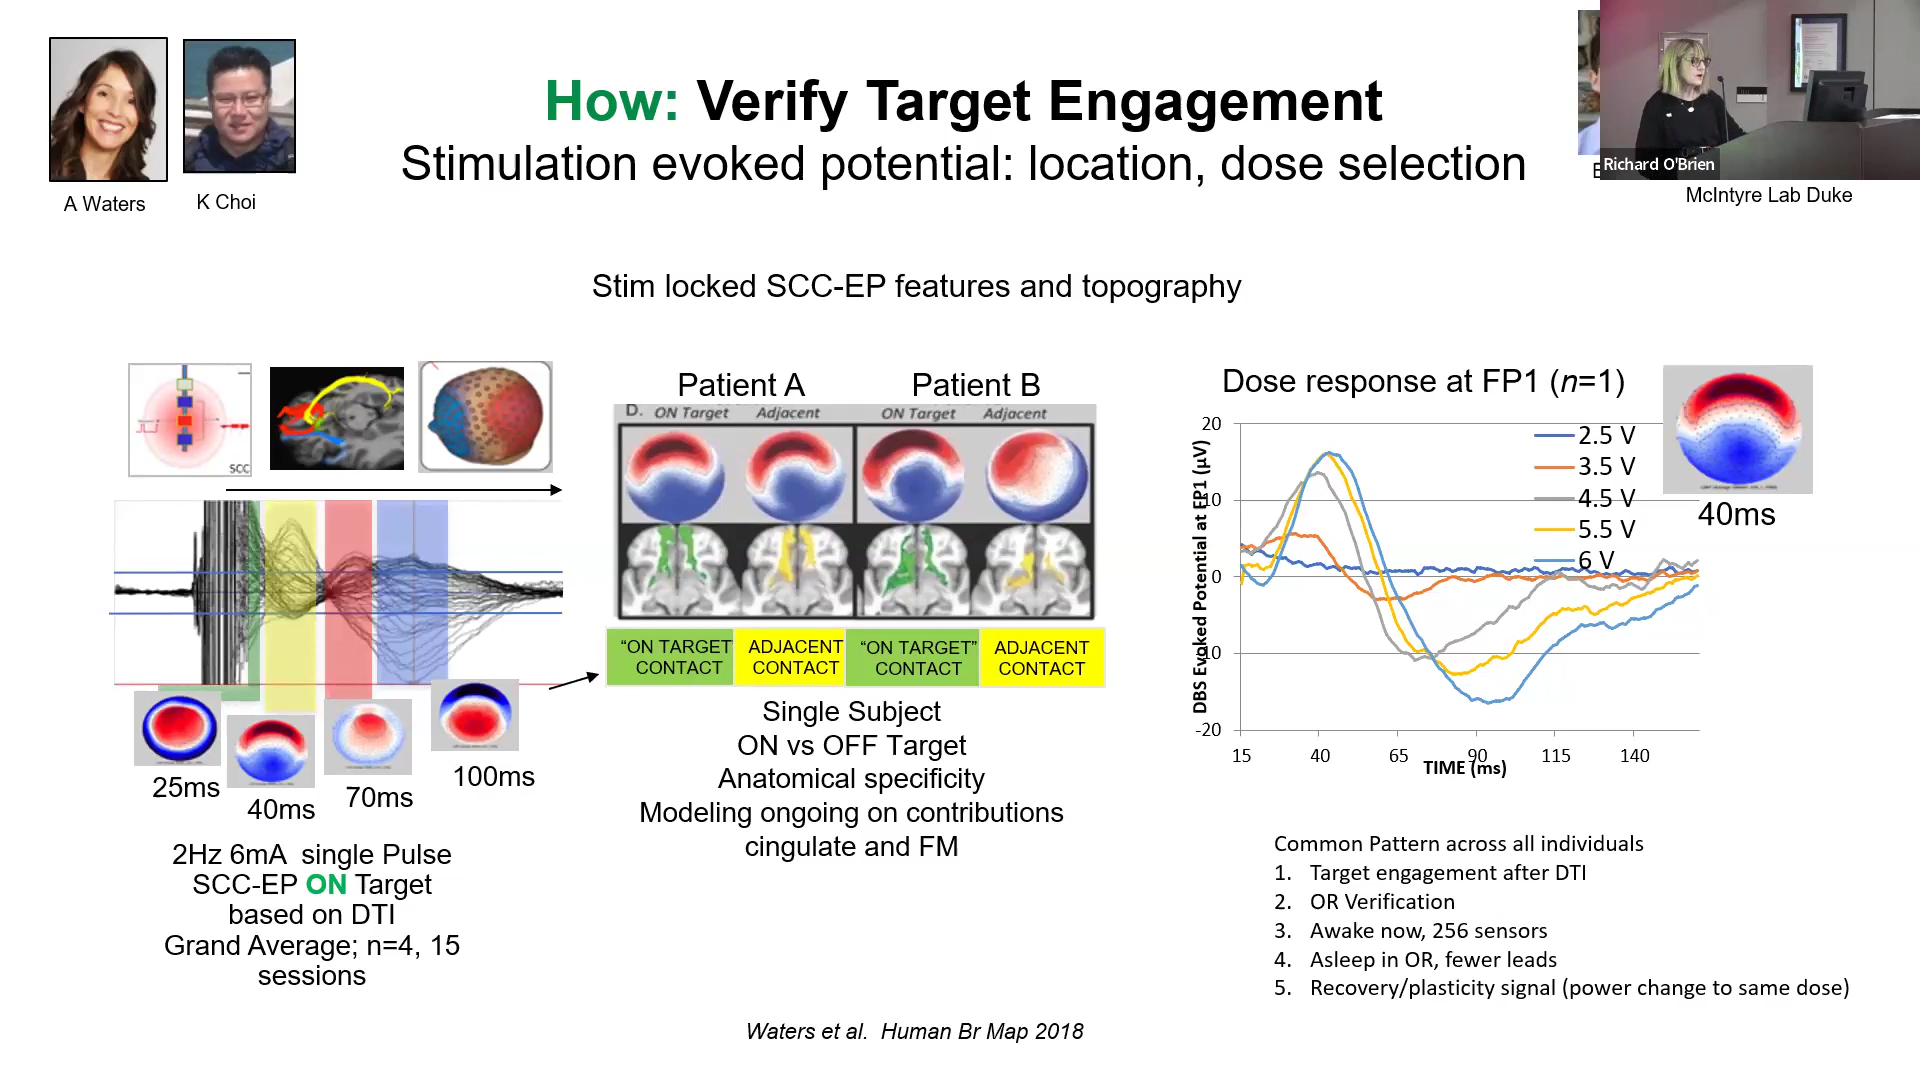 How: Verify Target Engagement
Stimulation evoked potential: location, dose selection
A Waters
K Choi
Richard O'Brien
McIntyre Lab Duke
Stim locked SCC-EP features and topography
SCC
25ms
40ms
70ms
100ms
2Hz 6mA single Pulse
SCC-EP ON Target
based on DTI
Grand Average; n=4, 15
sessions
Patient A
Patient B
D. ON Target Adjacent ON Target Adjacent
“ON TARGET
CONTACT
ADJACENT
CONTACT
“ON TARGET”
CONTACT
ADJACENT
CONTACT
Single Subject
ON vs OFF Target
Anatomical specificity
Modeling ongoing on contributions
cingulate and FM
Dose response at FP1 (n=1)
DBS Evoked Potential at FP1 (µV)
20
10
0
-10
-20
15 40 65 90 115 140
TIME (ms)
2.5 V
3.5 V
4.5 V
5.5 V
6 V
40ms
Common Pattern across all individuals
1. Target engagement after DTI
2. OR Verification
3. Awake now, 256 sensors
4. Asleep in OR, fewer leads
5. Recovery/plasticity signal (power change to same dose)
Waters et al. Human Br Map 2018